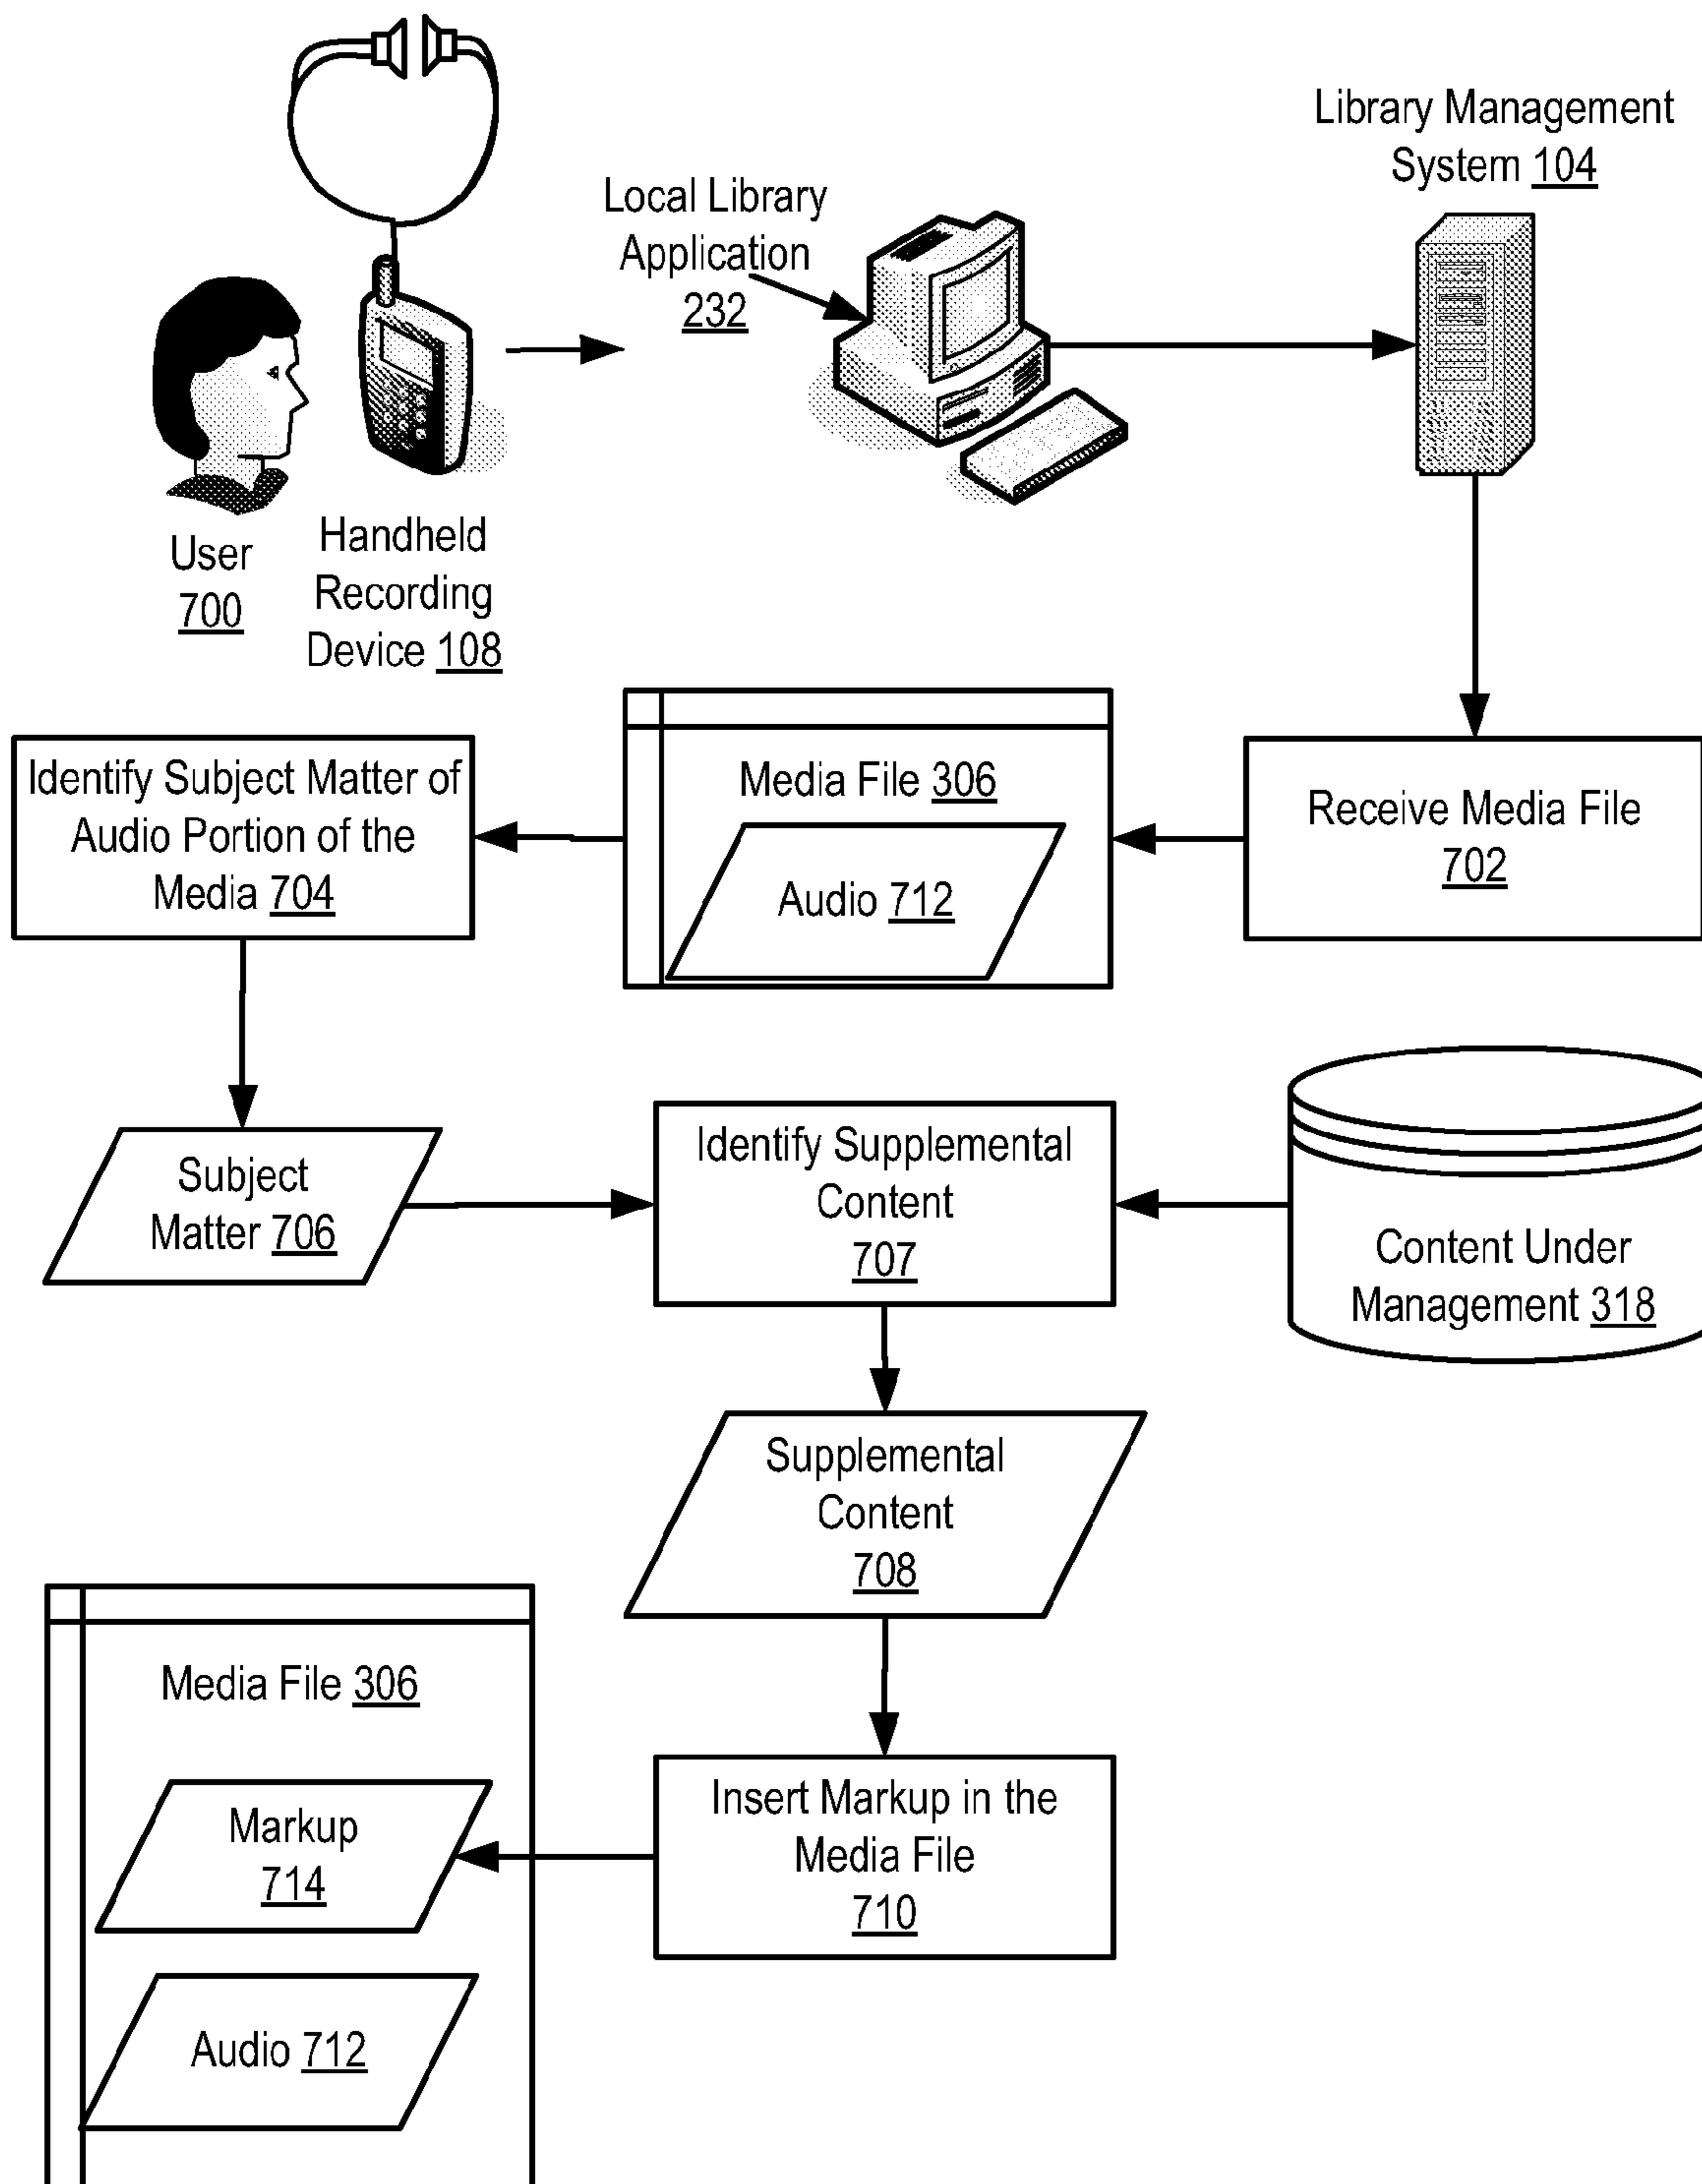 Library Management
System 104
Local Library
Application
232
User
700
Handheld
Recording
Device 108
Identify Subject Matter of
Audio Portion of the
Media 704
Media File 306
Audio 712
Receive Media File
702
Subject
Matter 706
Identify Supplemental
Content
707
Content Under
Management 318
Supplemental
Content
708
Media File 306
Markup
714
Audio 712
Insert Markup in the
Media File
710